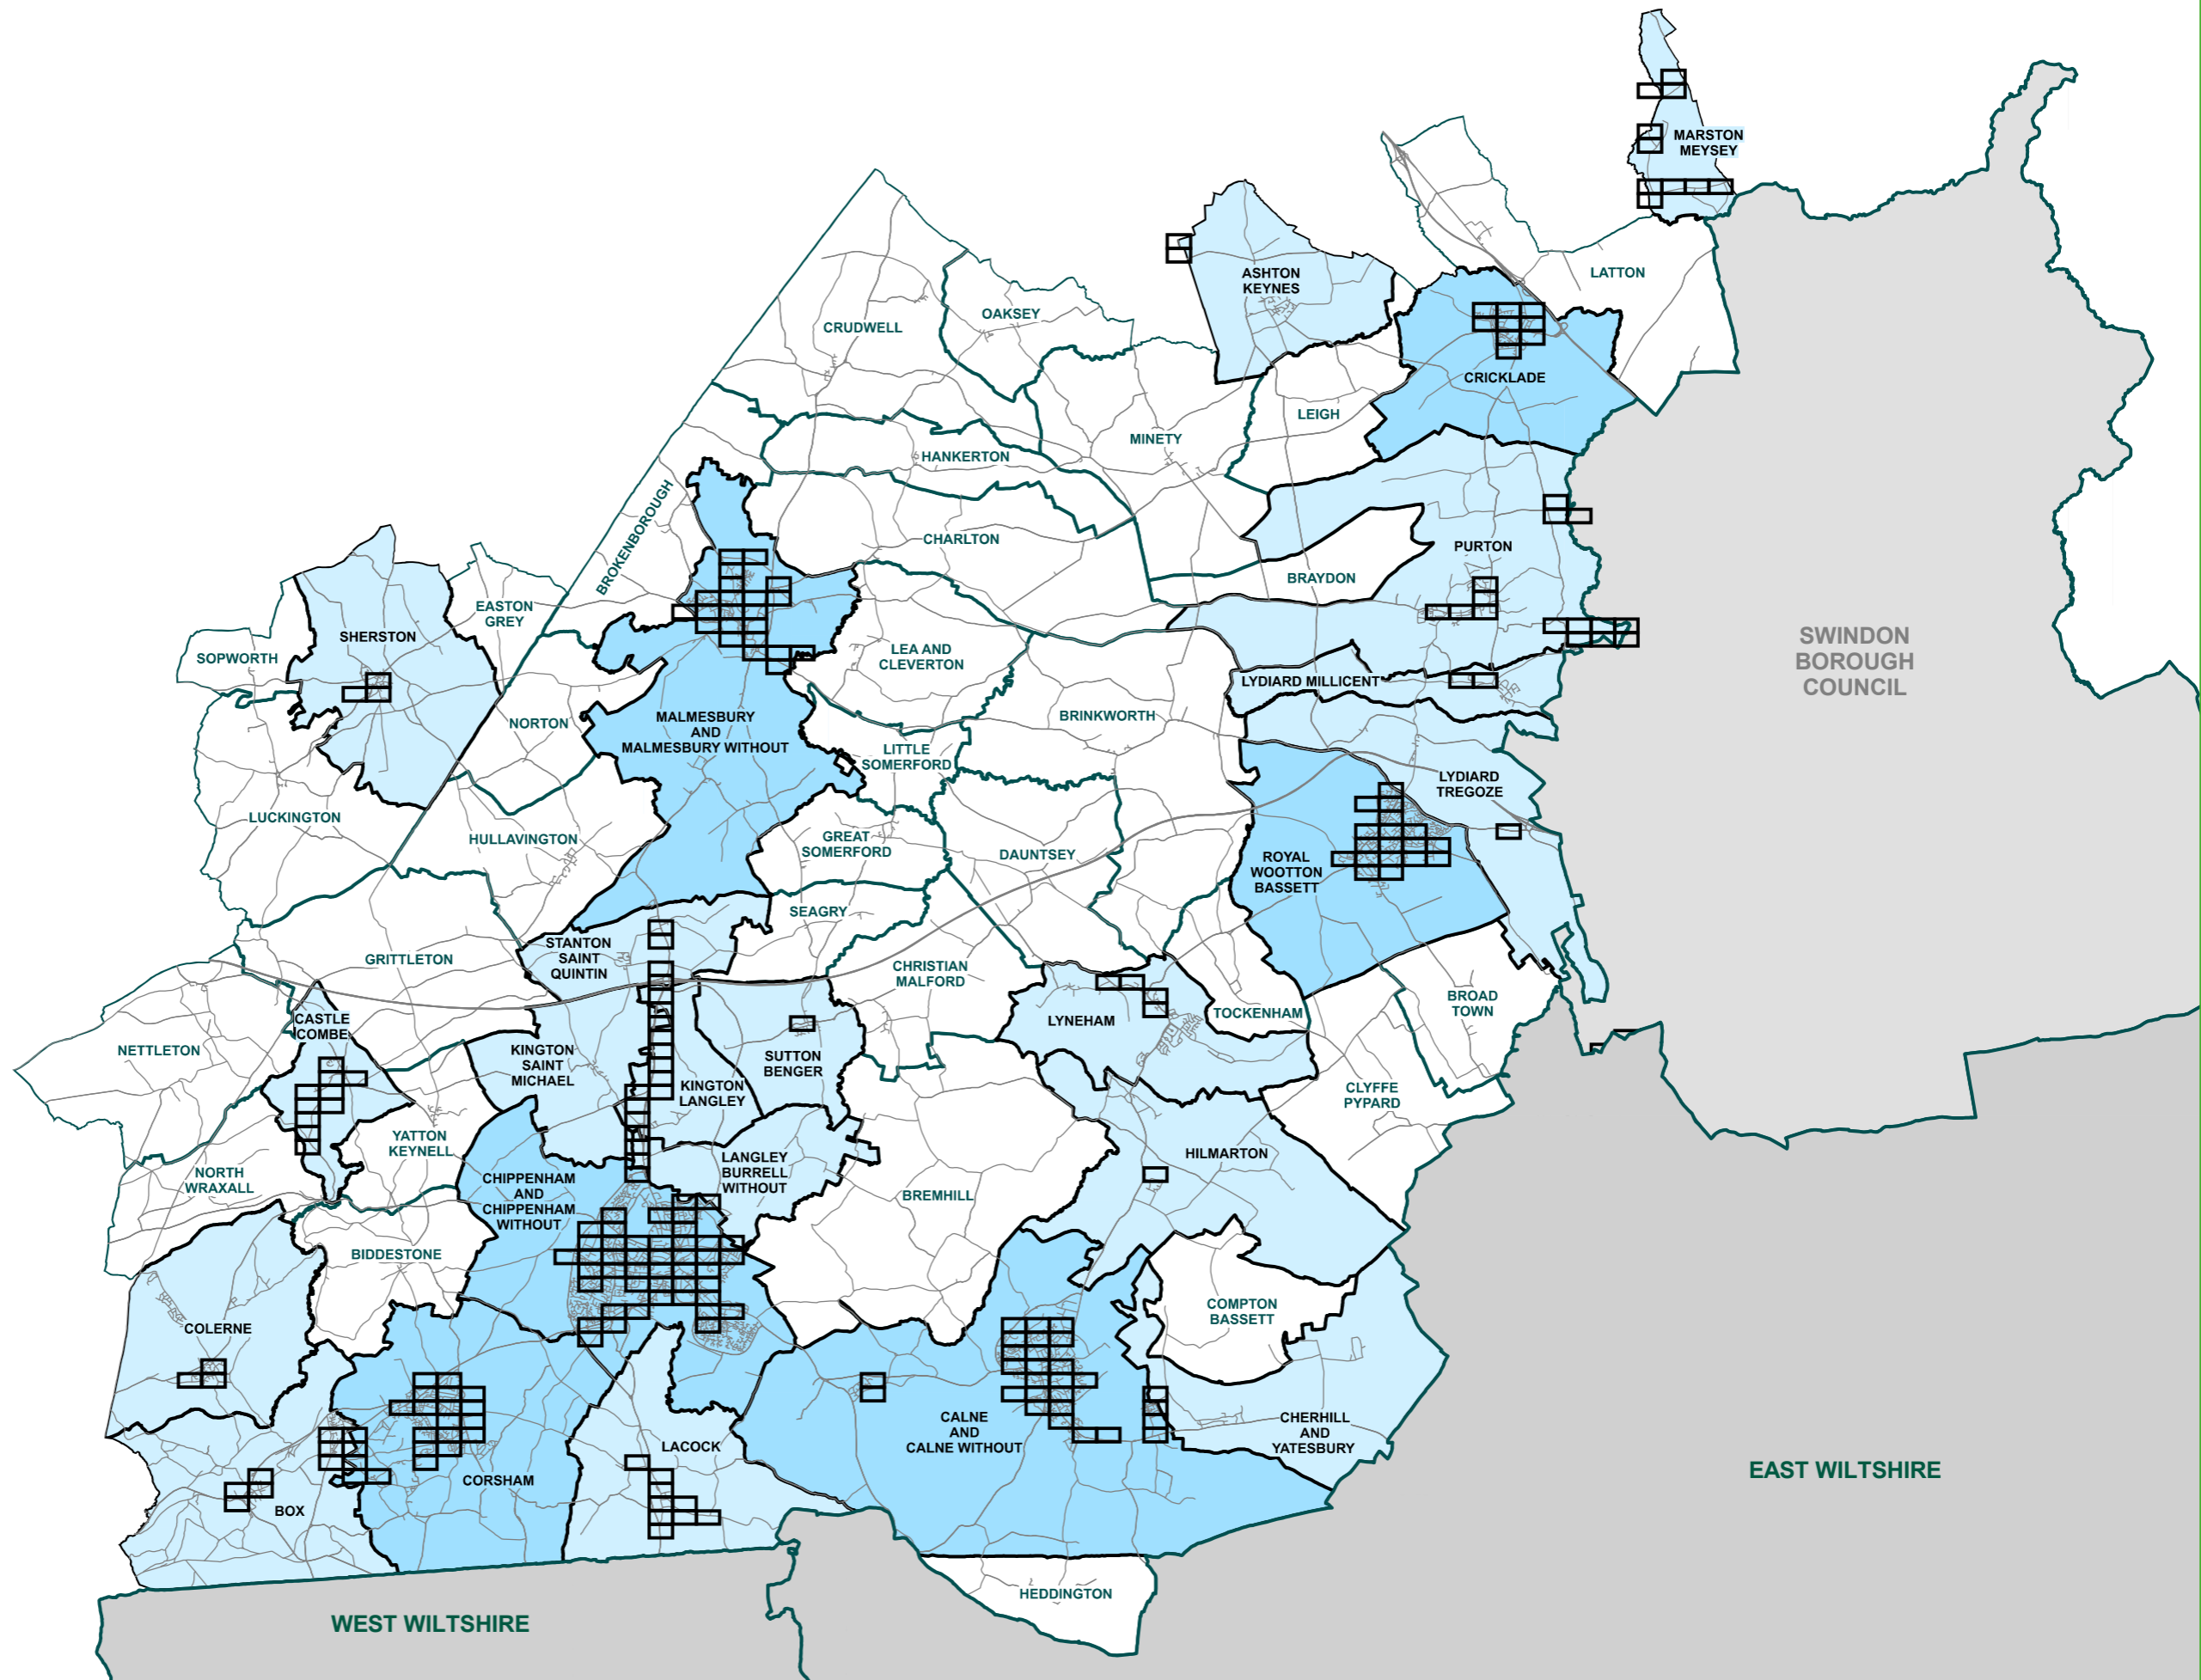 MARSTON
MEYSEY
LATTON
ASHTON
KEYNES
OAKSEY
CRUDWELL
CRICKLADE
LEIGH
MINETY
HANKERTON
BROKENBOROUGH
CHARLTON
PURTON
BRAYDON
EASTON
GREY
SHERSTON
SOPWORTH
LEA AND
CLEVERTON
SWINDON
BOROUGH
COUNCIL
LYDIARD MILLICENT
NORTON
MALMESBURY
AND
MALMESBURY WITHOUT
BRINKWORTH
LITTLE
SOMERFORD
LYDIARD
TREGOZE
LUCKINGTON
HULLAVINGTON
GREAT
SOMERFORD
DAUNTSEY
ROYAL
WOOTTON
BASSETT
SEAGRY
STANTON
SAINT
QUINTIN
GRITTLETON
CHRISTIAN
MALFORD
BROAD
TOWN
TOCKENHAM
LYNEHAM
CASTLE
COMBE
NETTLETON
KINGTON
SAINT
MICHAEL
SUTTON
BENGER
KINGTON
LANGLEY
CLYFFE
PYPARD
YATTON
KEYNELL
HILMARTON
NORTH
WRAXALL
LANGLEY
BURRELL
WITHOUT
CHIPPENHAM
AND
CHIPPENHAM
WITHOUT
BREMHILL
BIDDESTONE
COMPTON
BASSETT
COLERNE
CALNE
AND
CALNE WITHOUT
CHERHILL
AND
YATESBURY
LACOCK
CORSHAM
BOX
EAST WILTSHIRE
HEDDINGTON
WEST WILTSHIRE